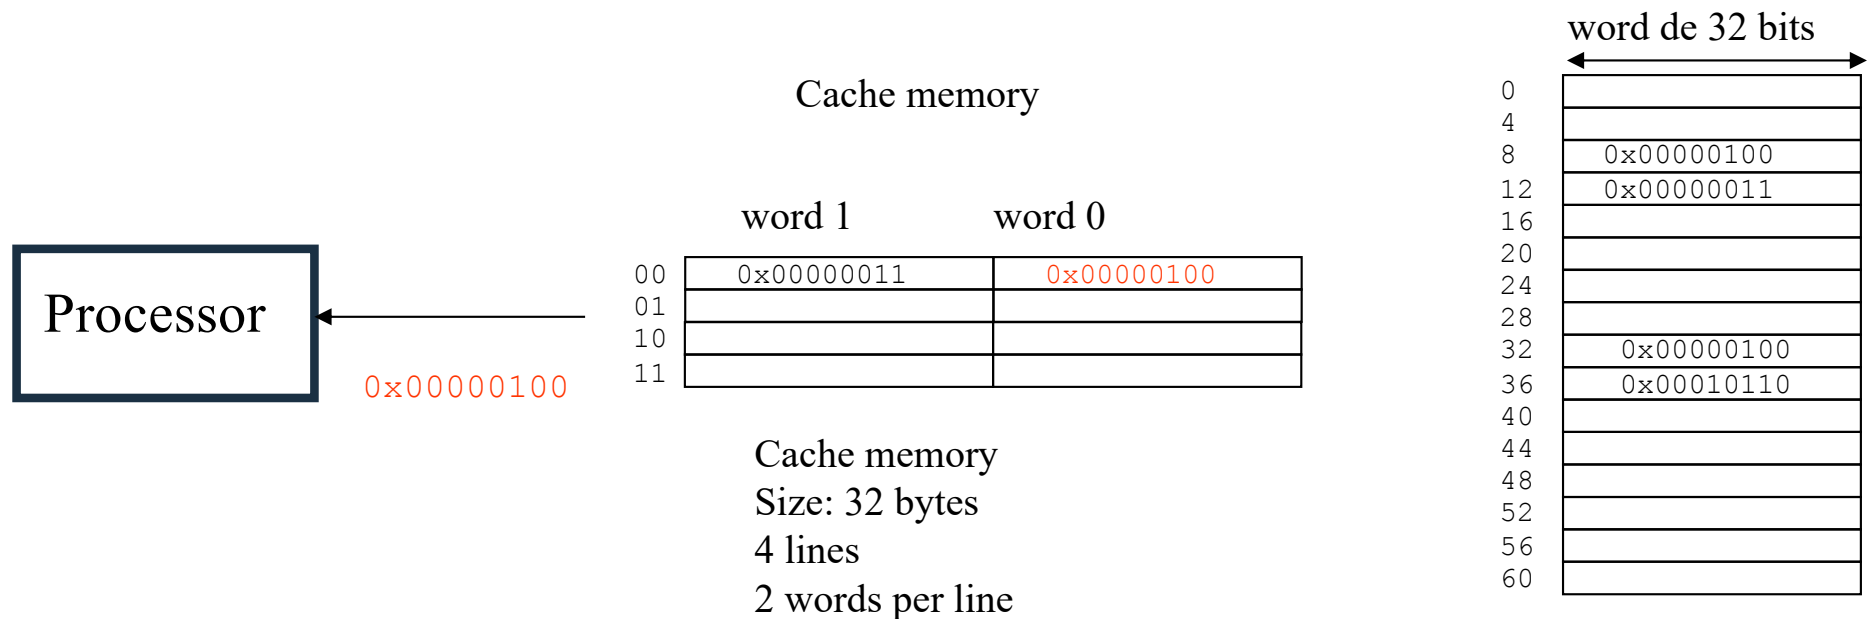 word de 32 bits
Cache memory
word 1 word 0
Processor
0x00000100
00 0x00000011 0x00000100
01
10
11
Cache memory
Size: 32 bytes
4 lines
2 words per line
0
4
8 0x00000100
12 0x00000011
16
20
24
28
32 0x00000100
36 0x00010110
40
44
48
52
56
60